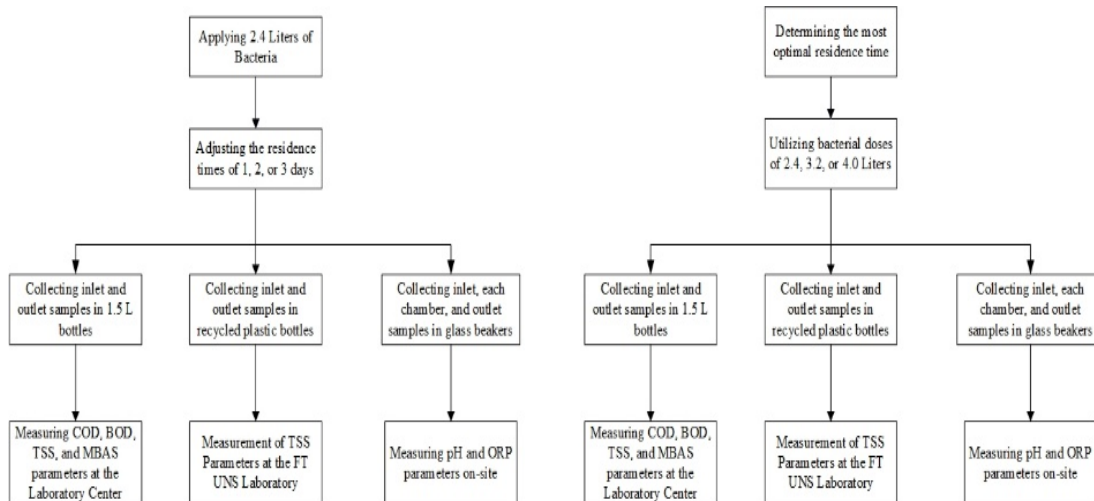 Applying 2.4 Liters of
Bacteria
Adjusting the residence
times of 1, 2, or 3 days
Collecting inlet and
outlet samples in 1.5 L
bottles
Collecting inlet and
outlet samples in
recycled plastic bottles
Collecting inlet, each
chamber, and outlet
samples in glass beakers
Measuring COD, BOD,
TSS, and MBAS
parameters at the
Laboratory Center
Measurement of TSS
Parameters at the FT
UNS Laboratory
Measuring pH and ORP
parameters on-site
Determining the most
optimal residence time
Utilizing bacterial doses
of 2.4, 3.2, or 4.0 Liters
Collecting inlet and
outlet samples in 1.5 L
bottles
Collecting inlet and
outlet samples in
recycled plastic bottles
Collecting inlet, each
chamber, and outlet
samples in glass beakers
Measuring COD, BOD,
TSS, and MBAS
parameters at the
Laboratory Center
Measurement of TSS
Parameters at the FT
UNS Laboratory
Measuring pH and ORP
parameters on-site